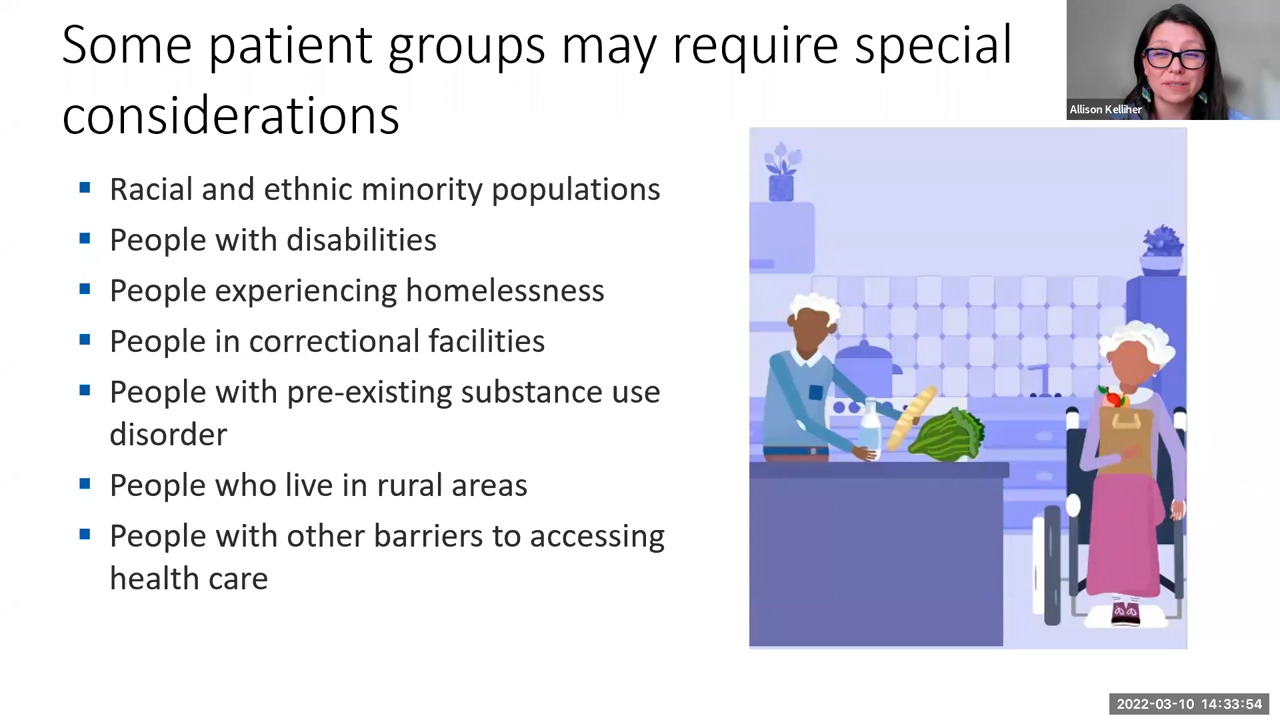 Some patient groups may require special
considerations
Allison Kelliher
Racial and ethnic minority populations
People with disabilities
People experiencing homelessness
People in correctional facilities
People with pre-existing substance use
disorder
People who live in rural areas
People with other barriers to accessing
health care
2022-03-10 14:33:54